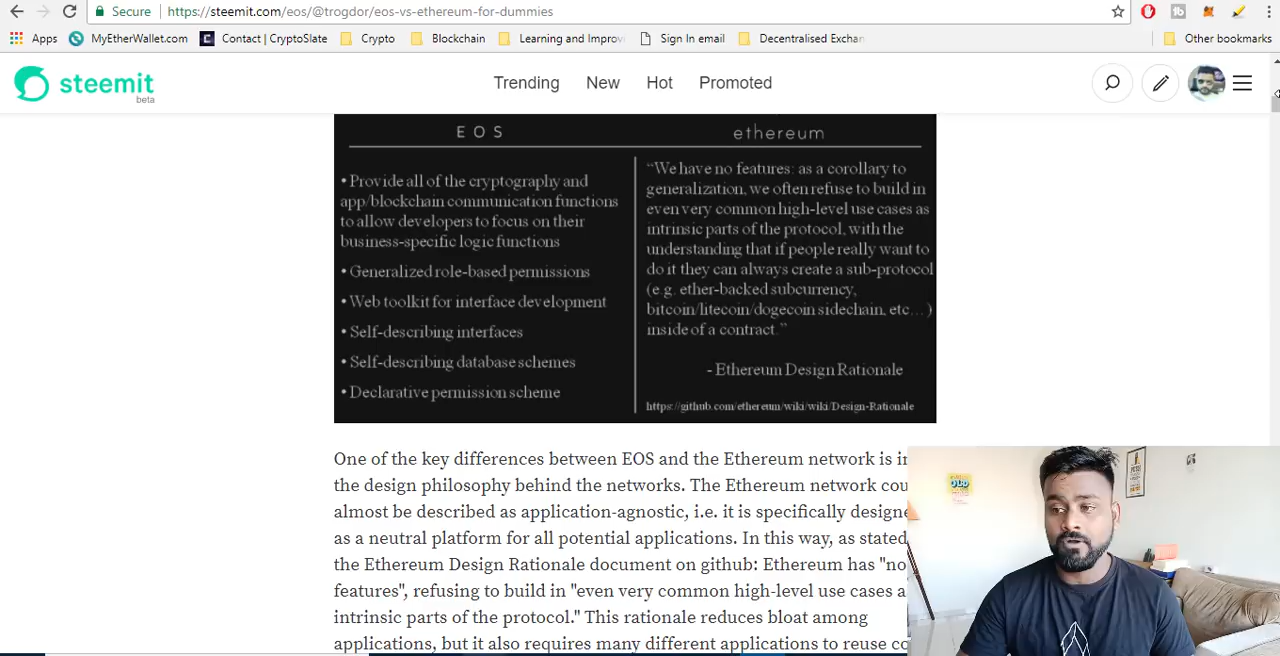 Secure https://steemit.com/eos/@trogdor/eos-vs-ethereum-for-dummies
Apps MyEtherWallet.com Contact | CryptoSlate Crypto Blockchain Learning and Improvi Sign In email Decentralised Exchan Other bookmarks
steemit
beta
Trending New Hot Promoted
EOS
• Provide all of the cryptography and
app/blockchain communication functions
to allow developers to focus on their
business-specific logic functions
• Generalized role-based permissions
• Web toolkit for interface development
• Self-describing interfaces
• Self-describing database schemes
• Declarative permission scheme
ethereum
“We have no features: as a corollary to
generalization, we often refuse to build in
even very common high-level use cases as
intrinsic parts of the protocol, with the
understanding that if people really want to
do it they can always create a sub-protocol
(e.g. ether-backed subcurrency,
bitcoin/litecoin/dogecoin sidechain, etc…)
inside of a contract.”
- Ethereum Design Rationale
https://github.com/ethereum/wiki/wiki/Design-Rationale
One of the key differences between EOS and the Ethereum network is in
the design philosophy behind the networks. The Ethereum network cou
almost be described as application-agnostic, i.e. it is specifically designe
as a neutral platform for all potential applications. In this way, as stated
the Ethereum Design Rationale document on github: Ethereum has "no
features", refusing to build in "even very common high-level use cases a
intrinsic parts of the protocol." This rationale reduces bloat among
applications, but it also requires many different applications to reuse co